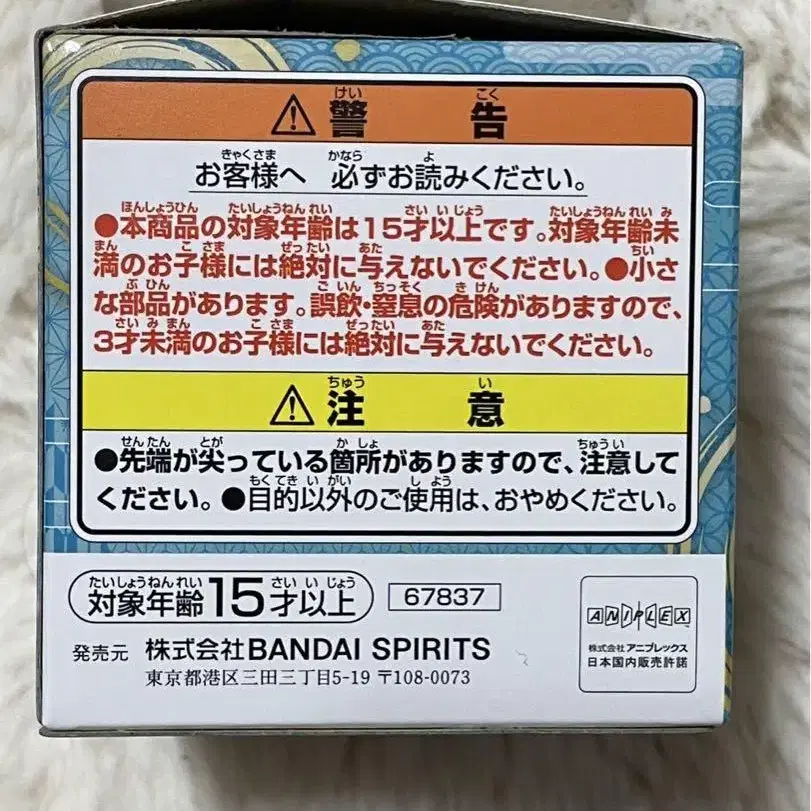 ⚠警告
お客様へ 必ずお読みください。
●本商品の対象年齢は15才以上です。対象年齢未
満のお子様には絶対に与えないでください。●小さ
な部品があります。誤飲・窒息の危険がありますので、
3才未満のお子様には絶対に与えないでください。
⚠注意
●先端が尖っている箇所がありますので、注意して
ください。●目的以外のご使用は、おやめください。
対象年齢15才以上
67837
発売元 株式会社BANDAI SPIRITS
東京都港区三田三丁目5-19 〒108-0073
ANIPLEX
株式会社アニプレックス
日本国内販売許諾